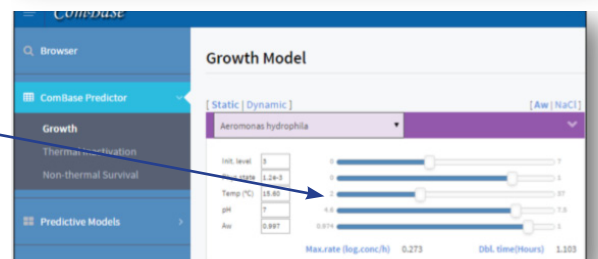 ComBase
Browser
Growth Model
ComBase Predictor
[ Static | Dynamic ] [ Aw | NaCl ]
Growth
Aeromonas hydrophila
Thermal Inactivation
Init. level 3 0 7
Non-thermal Survival
Phys. state 1.2e-3 0 1
Temp (ºC) 15.60 2 37
pH 7 4.6 7.5
Predictive Models
Aw 0.997 0.974 1
Max.rate (log.conc/h) 0.273 Dbl. time(Hours) 1.103